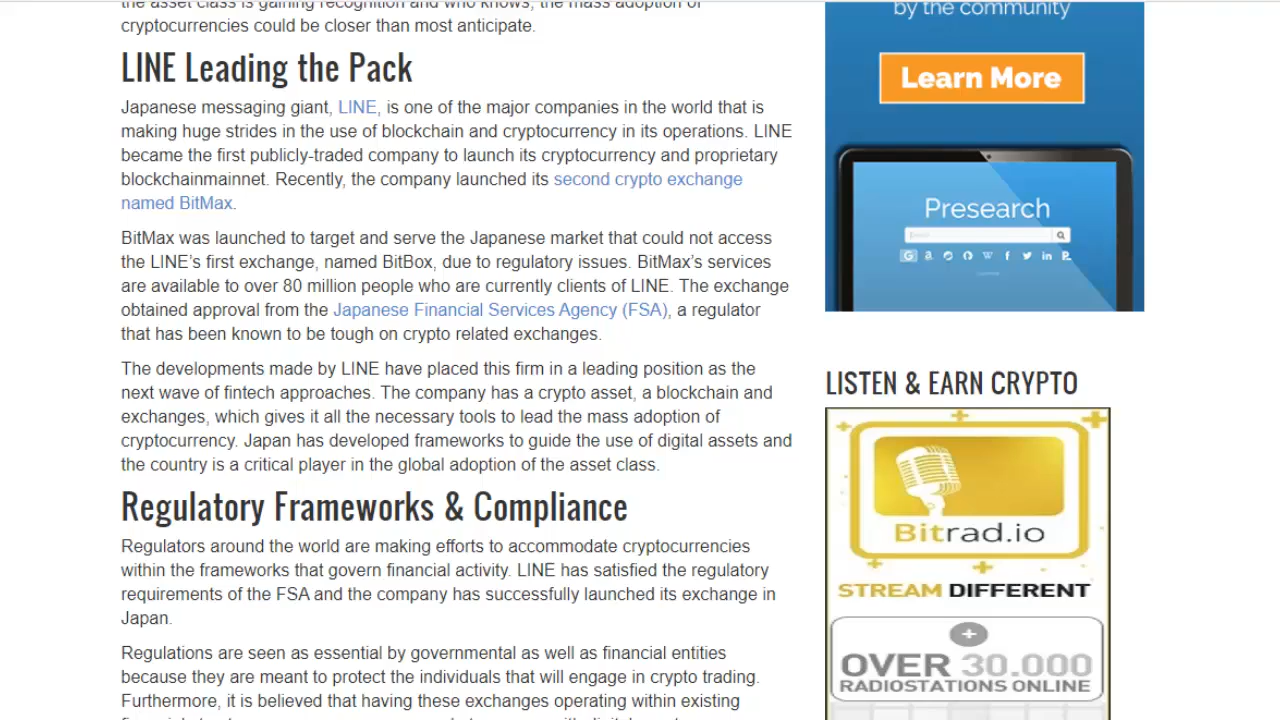 the asset class is gaining recognition and who knows, the mass adoption of
cryptocurrencies could be closer than most anticipate.
LINE Leading the Pack
Japanese messaging giant, LINE, is one of the major companies in the world that is
making huge strides in the use of blockchain and cryptocurrency in its operations. LINE
became the first publicly-traded company to launch its cryptocurrency and proprietary
blockchainmainnet. Recently, the company launched its second crypto exchange
named BitMax.
BitMax was launched to target and serve the Japanese market that could not access
the LINE’s first exchange, named BitBox, due to regulatory issues. BitMax’s services
are available to over 80 million people who are currently clients of LINE. The exchange
obtained approval from the Japanese Financial Services Agency (FSA), a regulator
that has been known to be tough on crypto related exchanges.
The developments made by LINE have placed this firm in a leading position as the
next wave of fintech approaches. The company has a crypto asset, a blockchain and
exchanges, which gives it all the necessary tools to lead the mass adoption of
cryptocurrency. Japan has developed frameworks to guide the use of digital assets and
the country is a critical player in the global adoption of the asset class.
Regulatory Frameworks & Compliance
Regulators around the world are making efforts to accommodate cryptocurrencies
within the frameworks that govern financial activity. LINE has satisfied the regulatory
requirements of the FSA and the company has successfully launched its exchange in
Japan.
Regulations are seen as essential by governmental as well as financial entities
because they are meant to protect the individuals that will engage in crypto trading.
Furthermore, it is believed that having these exchanges operating within existing
by the community
Learn More
Presearch
LISTEN & EARN CRYPTO
Bitrad.io
STREAM DIFFERENT
OVER 30.000
RADIOSTATIONS ONLINE